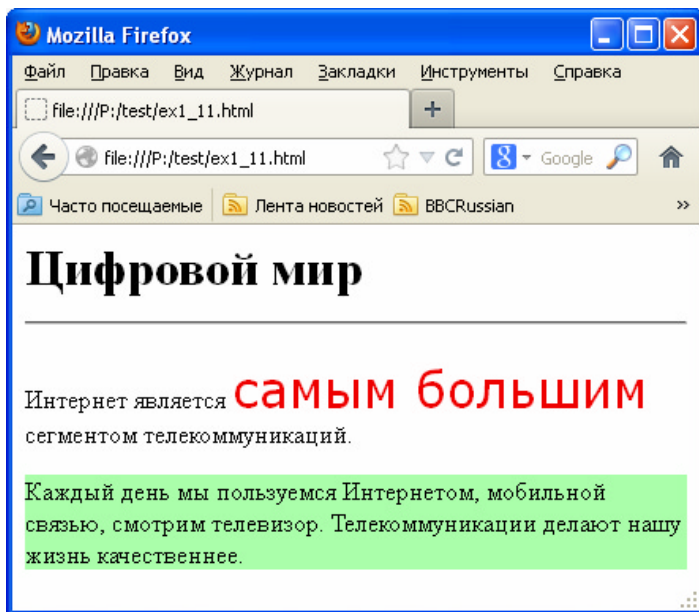 Mozilla Firefox
Файл Правка Вид Журнал Закладки Инструменты Справка
file:///P:/test/ex1_11.html
file:///P:/test/ex1_11.html Google
Часто посещаемые Лента новостей BBCRussian
Цифровой мир
Интернет является самым большим
сегментом телекоммуникаций.
Каждый день мы пользуемся Интернетом, мобильной
связью, смотрим телевизор. Телекоммуникации делают нашу
жизнь качественнее.